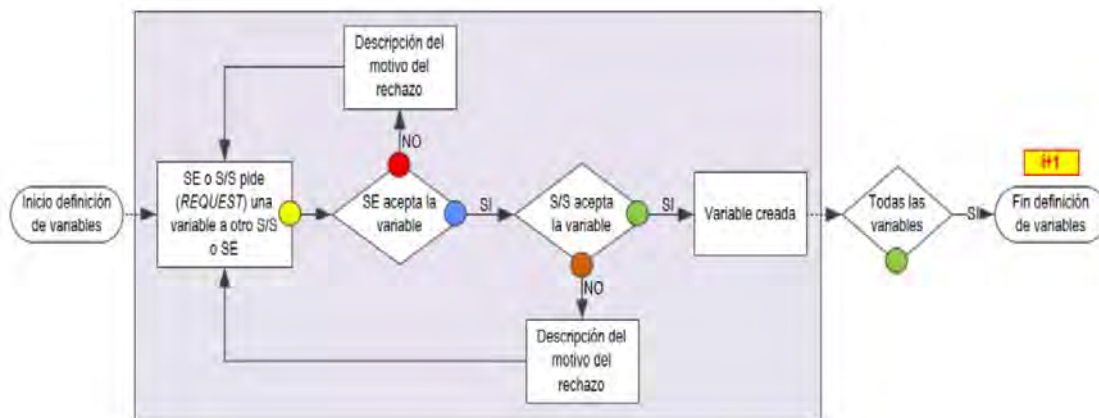 Descripción del
motivo del
rechazo
NO
Inicio definición
de variables
SE o S/S pide
(REQUEST) una
variable a otro S/S
o SE
SE acepta la
variable
SI
S/S acepta
la variable
SI
Variable creada
Todas las
variables
SI
i+1
Fin definición
de variables
NO
Descripción del
motivo del
rechazo